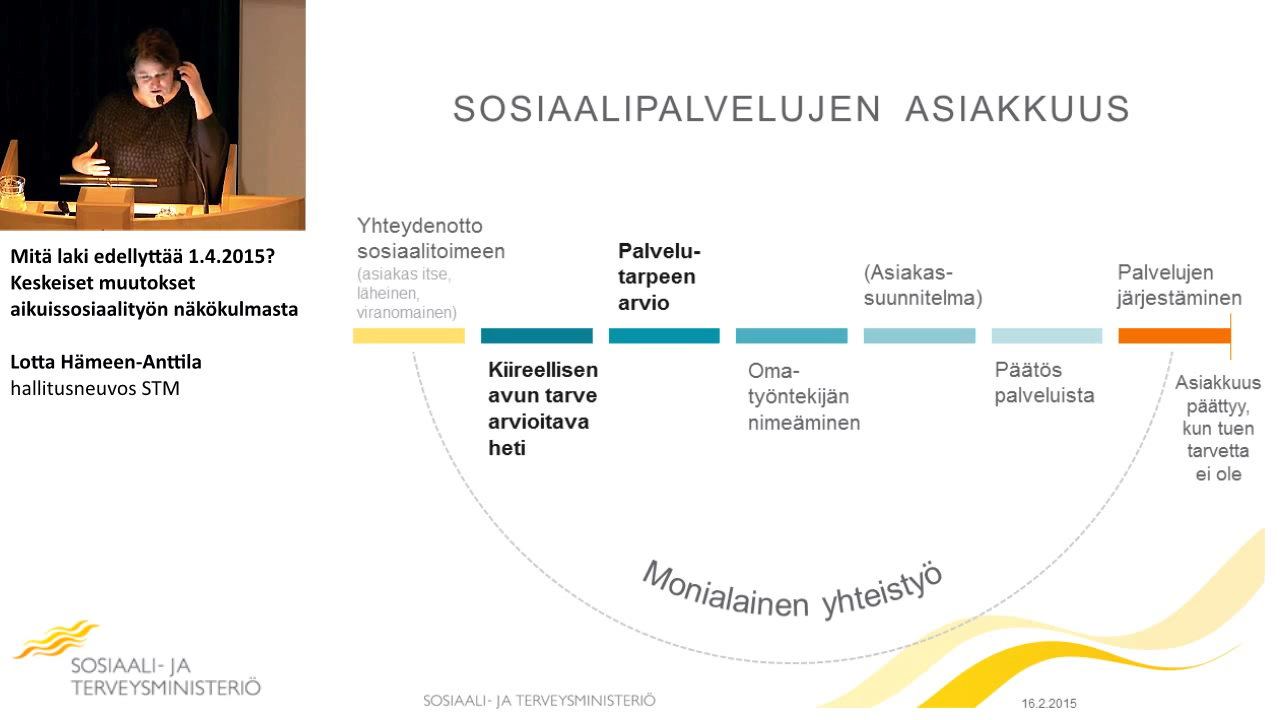 SOSIAALIPALVELUJEN ASIAKKUUS
Mitä laki edellyttää 1.4.2015?
Keskeiset muutokset
aikuissosiaalityön näkökulmasta
Lotta Hämeen-Anttila
hallitusneuvos STM
Yhteydenotto
sosiaalitoimeen
(asiakas itse,
läheinen,
viranomainen)
Kiireellisen
avun tarve
arvioitava
heti
Palvelu-
tarpeen
arvio
Oma-
työntekijän
nimeäminen
(Asiakas-
suunnitelma)
Päätös
palveluista
Palvelujen
järjestäminen
Asiakkuus
päättyy,
kun tuen
tarvetta
ei ole
Monialainen yhteistyö
SOSIAALI- JA
TERVEYSMINISTERIÖ
SOSIAALI- JA TERVEYSMINISTERIÖ
16.2.2015